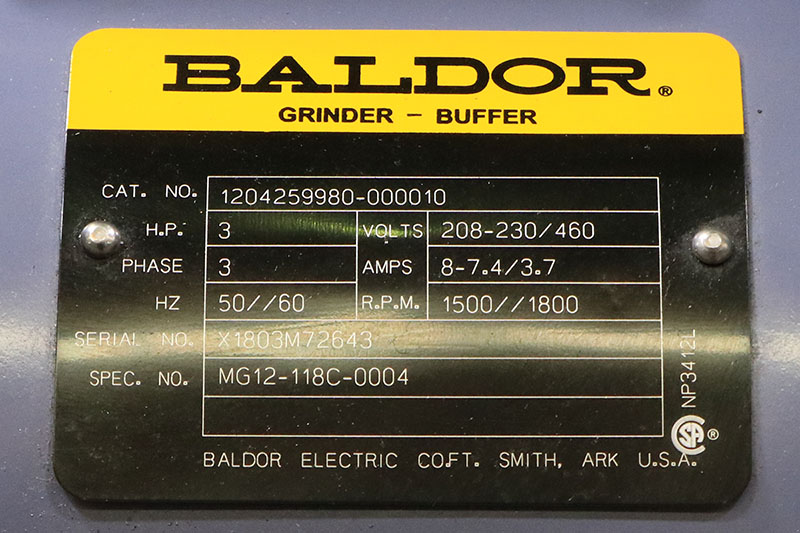 BALDOR®
GRINDER - BUFFER
CAT. NO. 1204259980-000010
H.P. 3 VOLTS 208-230/460
PHASE 3 AMPS 8-7.4/3.7
HZ 50//60 R.P.M. 1500//1800
SERIAL NO. X1803M72643
SPEC. NO. MG12-118C-0004
NP3412L
SA®
BALDOR ELECTRIC CO.FT. SMITH, ARK U.S.A.